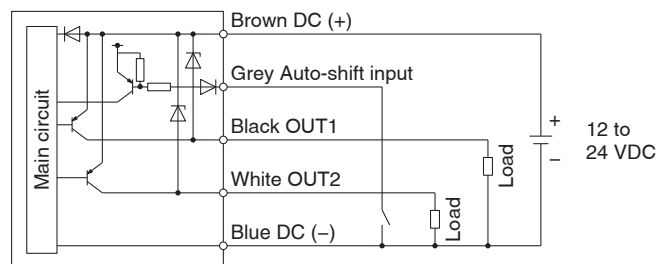 Brown DC (+)
Grey Auto-shift input
Black OUT1
White OUT2
Blue DC (−)
Main circuit
Load
Load
+
−
12 to
24 VDC